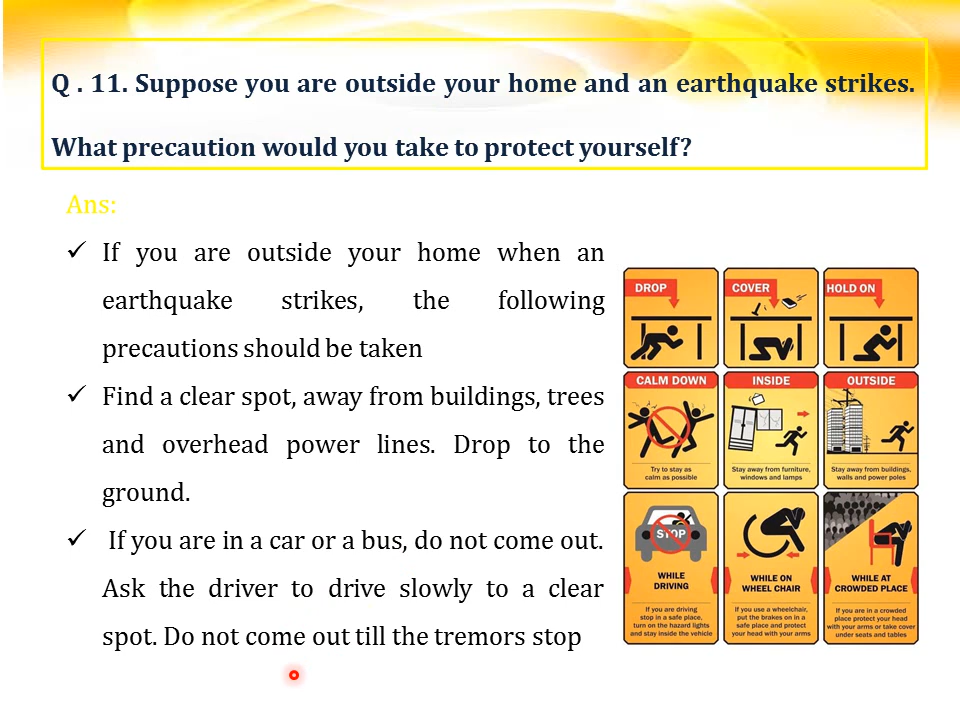 Q . 11. Suppose you are outside your home and an earthquake strikes.
What precaution would you take to protect yourself?
Ans:
✓ If you are outside your home when an
earthquake strikes, the following
precautions should be taken
✓ Find a clear spot, away from buildings, trees
and overhead power lines. Drop to the
ground.
✓ If you are in a car or a bus, do not come out.
Ask the driver to drive slowly to a clear
spot. Do not come out till the tremors stop
DROP
COVER
HOLD ON
CALM DOWN
Try to stay as
calm as possible
INSIDE
Stay away from furniture,
windows and lamps
OUTSIDE
Stay away from buildings,
walls and power poles
STOP
WHILE
DRIVING
If you are driving
stop in a safe place,
turn on the hazard lights
and stay inside the vehicle
WHILE ON
WHEEL CHAIR
If you use a wheelchair,
put the brakes on in a
safe place and protect
your head with your arms
WHILE AT
CROWDED PLACE
If you are in a crowded
place protect your head
with your arms or take cover
under seats and tables